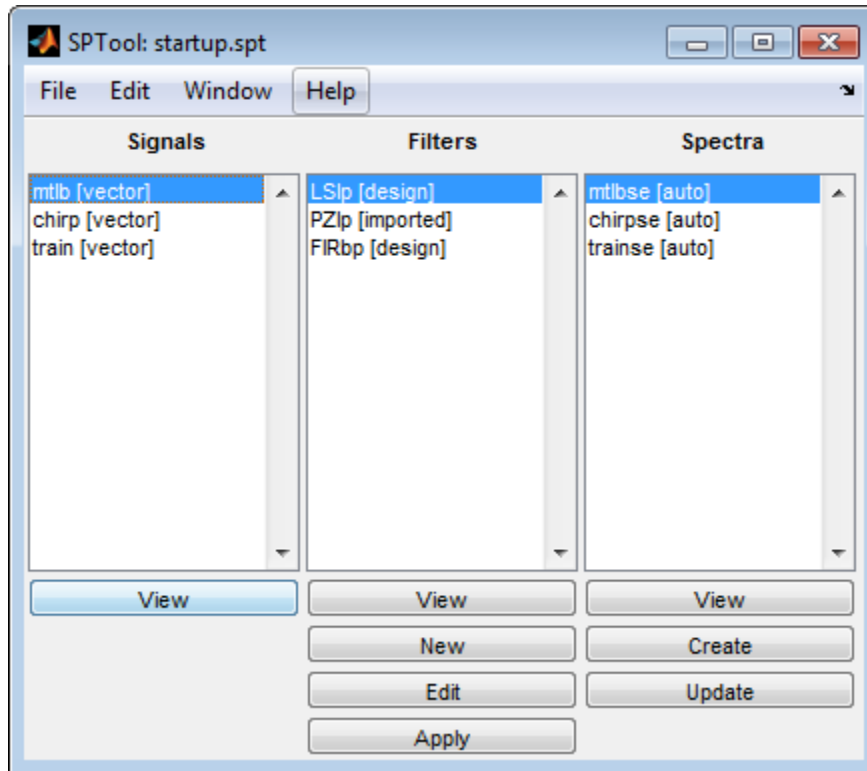 SPTool: startup.spt
File Edit Window Help
Signals Filters Spectra
mtlb [vector] LSlp [design] mtlbse [auto]
chirp [vector] PZlp [imported] chirpse [auto]
train [vector] FIRbp [design] trainse [auto]
View View View
New Create
Edit Update
Apply